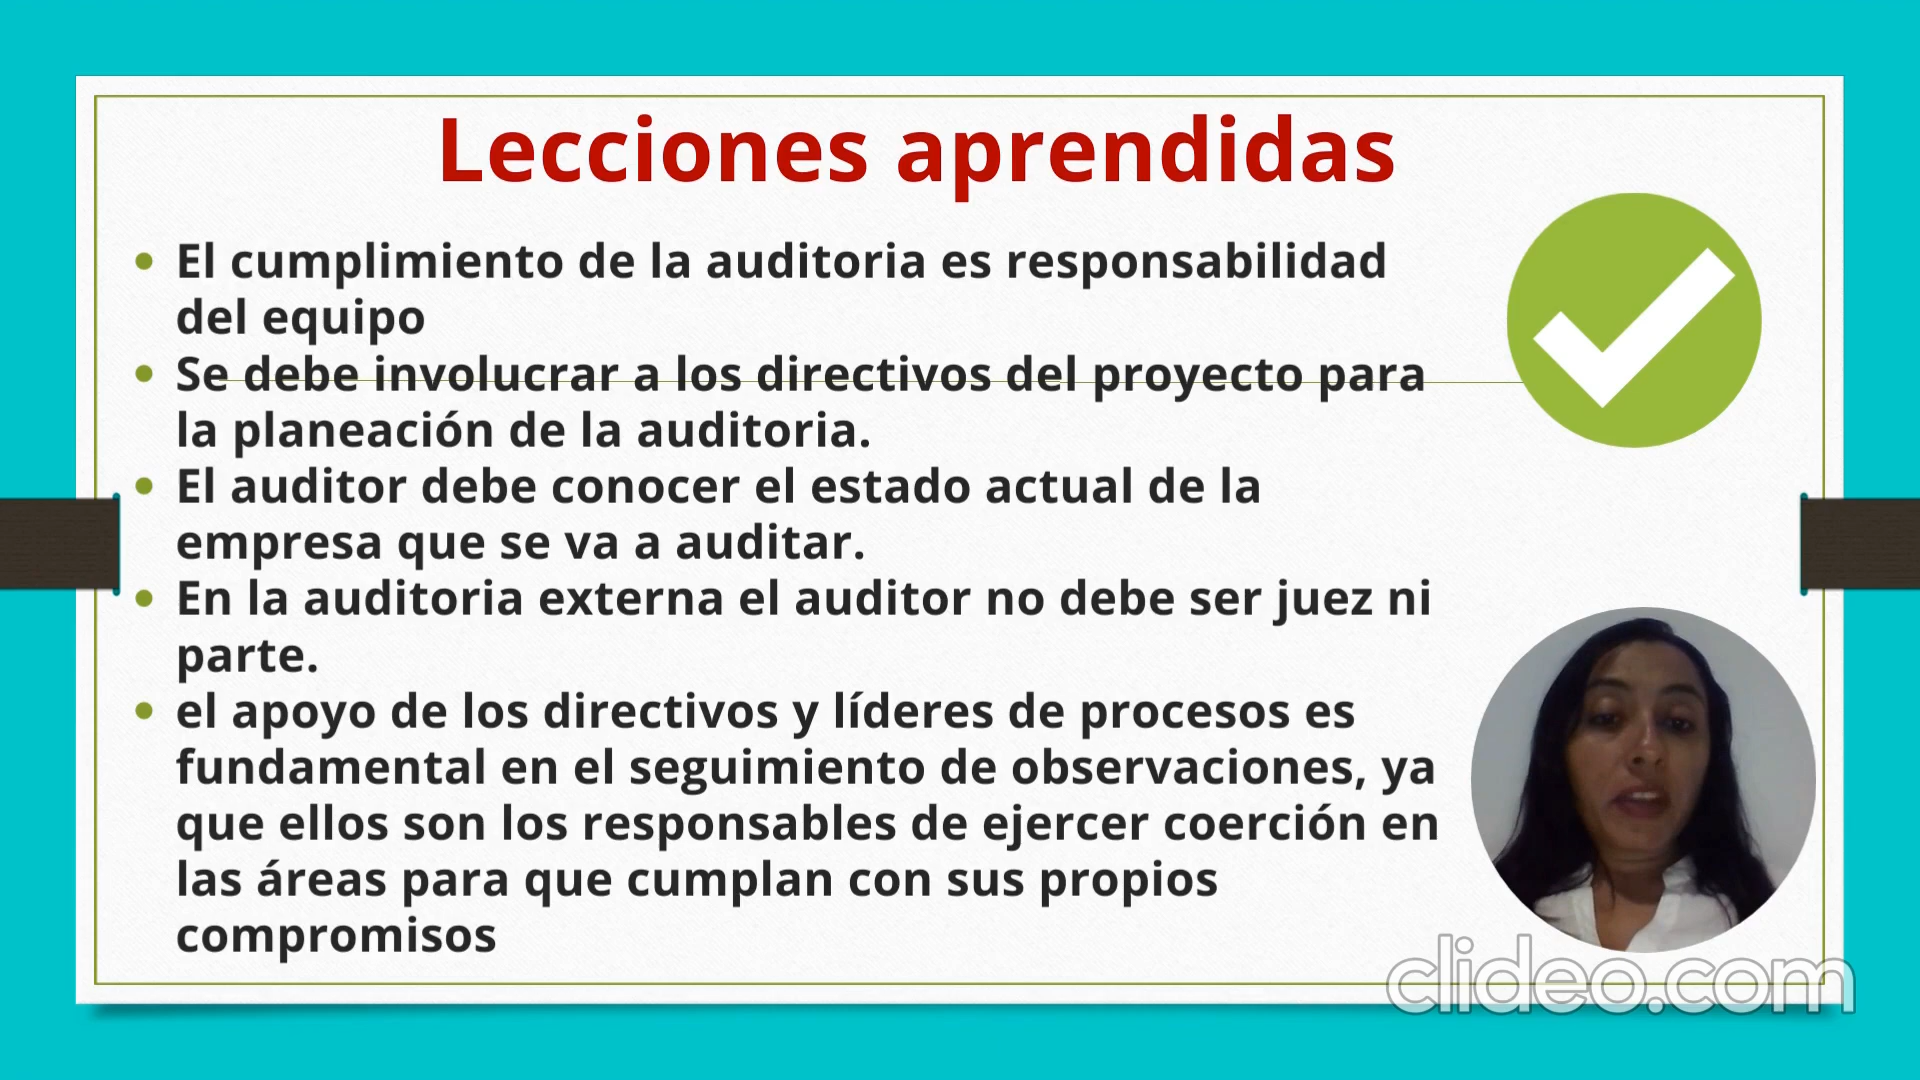 Lecciones aprendidas
El cumplimiento de la auditoria es responsabilidad
del equipo
Se debe involucrar a los directivos del proyecto para
la planeación de la auditoria.
El auditor debe conocer el estado actual de la
empresa que se va a auditar.
En la auditoria externa el auditor no debe ser juez ni
parte.
el apoyo de los directivos y líderes de procesos es
fundamental en el seguimiento de observaciones, ya
que ellos son los responsables de ejercer coerción en
las áreas para que cumplan con sus propios
compromisos
clideo.com